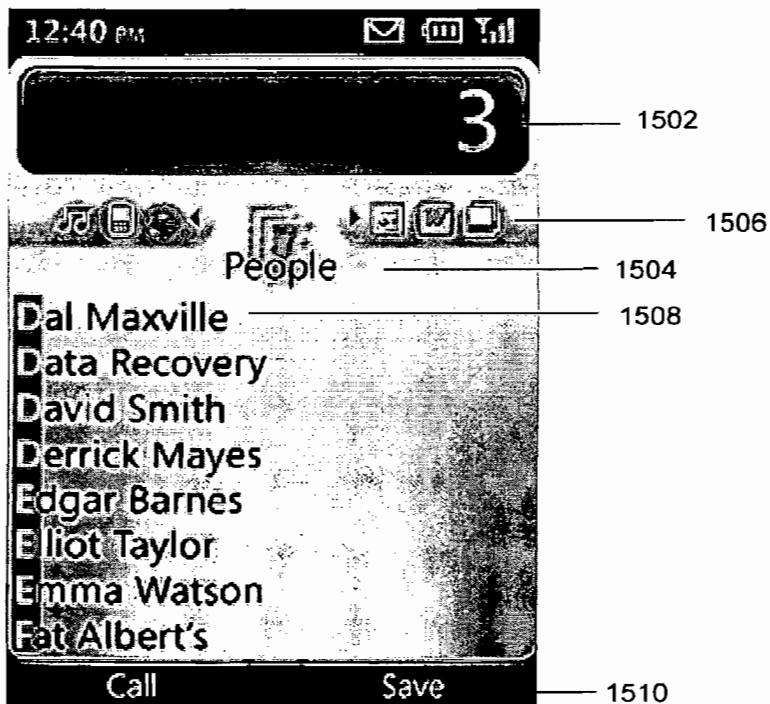 12:40 PM
3
1502
1506
People
1504
Dal Maxville
1508
Data Recovery
David Smith
Derrick Mayes
Edgar Barnes
Elliot Taylor
Emma Watson
Fat Albert's
Call Save
1510